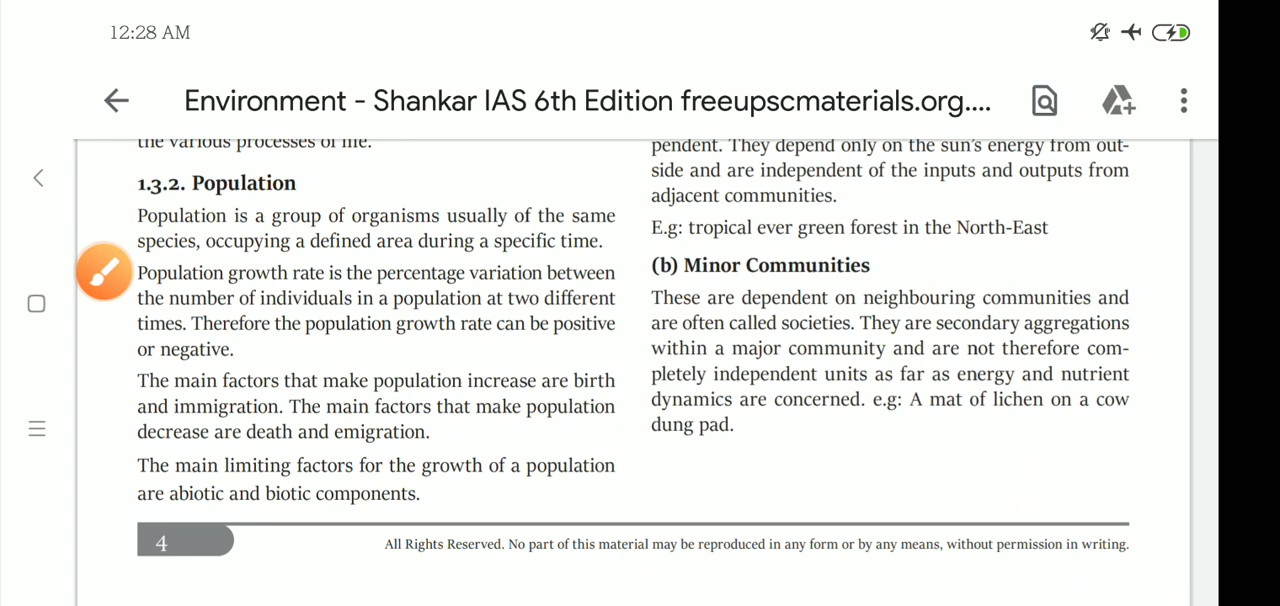 12:28 AM
Environment - Shankar IAS 6th Edition freeupscmaterials.org....
the various processes of life.
1.3.2. Population
Population is a group of organisms usually of the same
species, occupying a defined area during a specific time.
Population growth rate is the percentage variation between
the number of individuals in a population at two different
times. Therefore the population growth rate can be positive
or negative.
The main factors that make population increase are birth
and immigration. The main factors that make population
decrease are death and emigration.
The main limiting factors for the growth of a population
are abiotic and biotic components.
pendent. They depend only on the sun's energy from out-
side and are independent of the inputs and outputs from
adjacent communities.
E.g: tropical ever green forest in the North-East
(b) Minor Communities
These are dependent on neighbouring communities and
are often called societies. They are secondary aggregations
within a major community and are not therefore com-
pletely independent units as far as energy and nutrient
dynamics are concerned. e.g: A mat of lichen on a cow
dung pad.
4
All Rights Reserved. No part of this material may be reproduced in any form or by any means, without permission in writing.